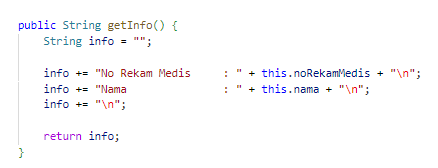 public String getInfo() {
    String info = "";

    info += "No Rekam Medis     : " + this.noRekamMedis + "\n";
    info += "Nama               : " + this.nama + "\n";
    info += "\n";

    return info;
}